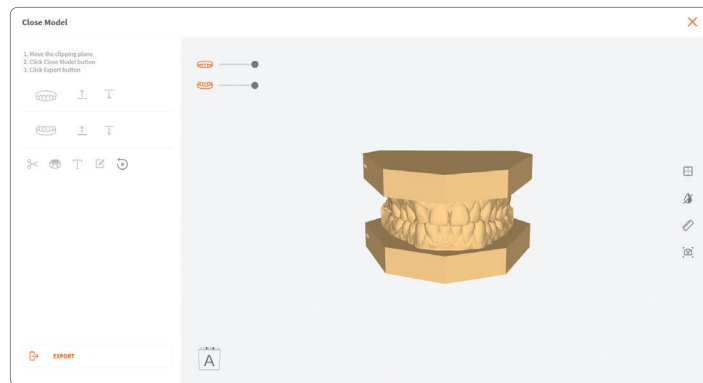 Close Model
1. Move the clipping plane
2. Click Close Model button
3. Click Export button
T
EXPORT
A